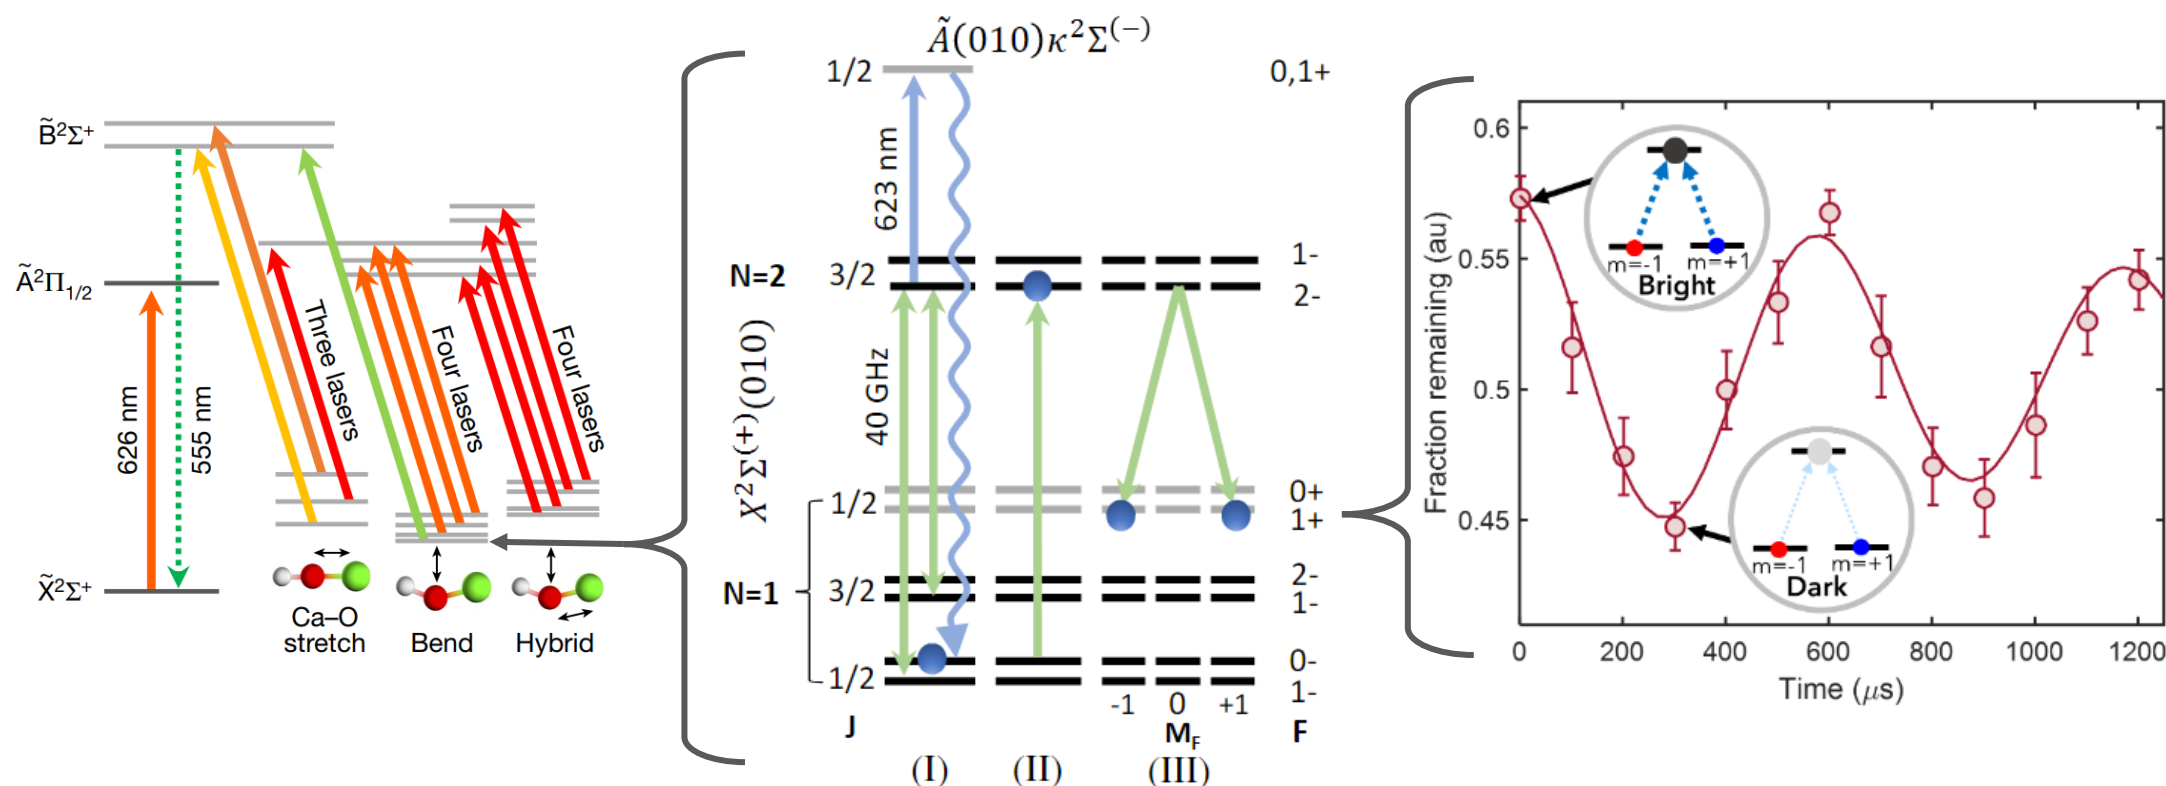 B̃²Σ⁺
Ã²Π₁/₂
X̃²Σ⁺
626 nm
555 nm
Three lasers
Four lasers
Four lasers
Ca–O
stretch
Bend
Hybrid
Ã(010)κ²Σ⁽⁻⁾
1/2
0,1+
623 nm
N=2
3/2
1-
2-
X²Σ⁽⁺⁾(010)
40 GHz
1/2
0+
1+
N=1
3/2
2-
1-
1/2
0-
1-
-1
0
+1
J
M_F
F
(I)
(II)
(III)
Fraction remaining (au)
0.6
0.55
0.5
0.45
m=-1
m=+1
Bright
m=-1
m=+1
Dark
0
200
400
600
800
1000
1200
Time (μs)